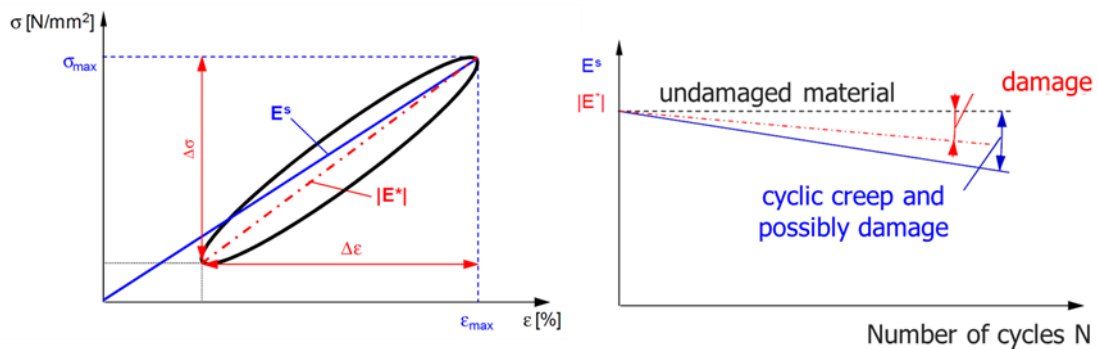 σ [N/mm²]
σmax
Δσ
Eˢ
|E*|
Δε
εmax
ε [%]
Eˢ
|E*|
undamaged material
damage
cyclic creep and
possibly damage
Number of cycles N